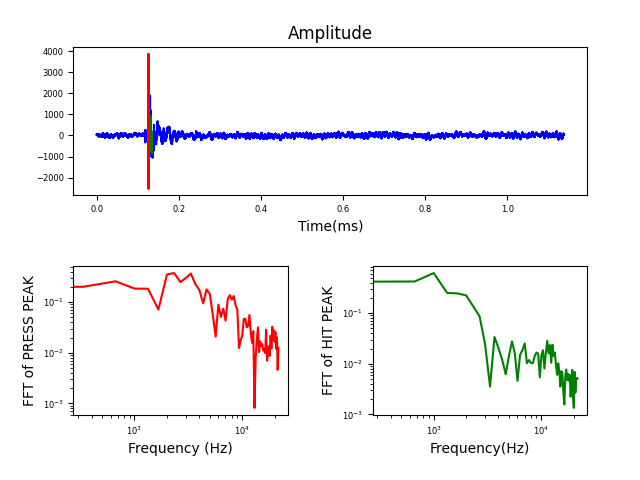 Amplitude
4000
3000
2000
1000
0
−1000
−2000
0.0 0.2 0.4 0.6 0.8 1.0
Time(ms)
FFT of PRESS PEAK
10⁻¹
10⁻²
10⁻³
10³ 10⁴
Frequency (Hz)
FFT of HIT PEAK
10⁻¹
10⁻²
10⁻³
10³ 10⁴
Frequency(Hz)